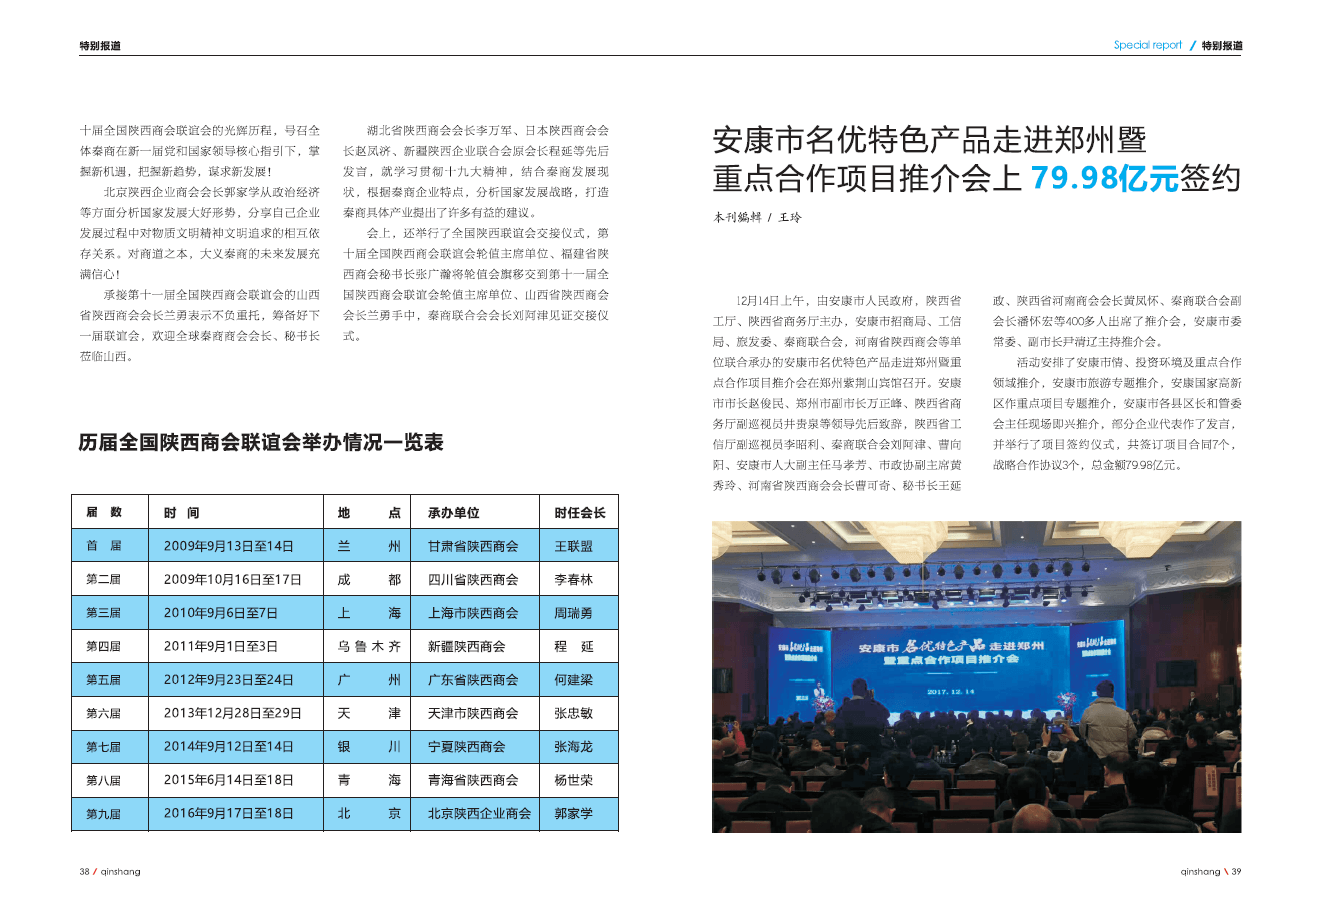 特别报道
Special report / 特别报道
十届全国陕西商会联谊会的光辉历程，号召全
体秦商在新一届党和国家领导核心指引下，掌
握新机遇，把握新趋势，谋求新发展！
北京陕西企业商会会长郭家学从政治经济
等方面分析国家发展大好形势，分享自己企业
发展过程中对物质文明精神文明追求的相互依
存关系。对商道之本，大义秦商的未来发展充
满信心！
承接第十一届全国陕西商会联谊会的山西
省陕西商会会长兰勇表示不负重托，筹备好下
一届联谊会，欢迎全球秦商商会会长、秘书长
莅临山西。
湖北省陕西商会会长李万军、日本陕西商会会
长赵凤济、新疆陕西企业联合会原会长程延等先后
发言，就学习贯彻十九大精神，结合秦商发展现
状，根据秦商企业特点，分析国家发展战略，打造
秦商具体产业提出了许多有益的建议。
会上，还举行了全国陕西联谊会交接仪式，第
十届全国陕西商会联谊会轮值主席单位、福建省陕
西商会秘书长张广瀚将轮值会旗移交到第十一届全
国陕西商会联谊会轮值主席单位、山西省陕西商会
会长兰勇手中，秦商联合会会长刘阿津见证交接仪
式。
历届全国陕西商会联谊会举办情况一览表
届 数 时 间 地 点 承办单位 时任会长
首 届 2009年9月13日至14日 兰 州 甘肃省陕西商会 王联盟
第二届 2009年10月16日至17日 成 都 四川省陕西商会 李春林
第三届 2010年9月6日至7日 上 海 上海市陕西商会 周瑞勇
第四届 2011年9月1日至3日 乌鲁木齐 新疆陕西商会 程 延
第五届 2012年9月23日至24日 广 州 广东省陕西商会 何建梁
第六届 2013年12月28日至29日 天 津 天津市陕西商会 张忠敏
第七届 2014年9月12日至14日 银 川 宁夏陕西商会 张海龙
第八届 2015年6月14日至18日 青 海 青海省陕西商会 杨世荣
第九届 2016年9月17日至18日 北 京 北京陕西企业商会 郭家学
38 / qinshang
安康市名优特色产品走进郑州暨
重点合作项目推介会上 79.98亿元签约
本刊编辑 / 王玲
12月14日上午，由安康市人民政府，陕西省
工厅、陕西省商务厅主办，安康市招商局、工信
局、旅发委、秦商联合会，河南省陕西商会等单
位联合承办的安康市名优特色产品走进郑州暨重
点合作项目推介会在郑州紫荆山宾馆召开。安康
市市长赵俊民、郑州市副市长万正峰、陕西省商
务厅副巡视员井贵泉等领导先后致辞，陕西省工
信厅副巡视员李昭利、秦商联合会刘阿津、曹向
阳、安康市人大副主任马孝芳、市政协副主席黄
秀玲、河南省陕西商会会长曹可奇、秘书长王延
政、陕西省河南商会会长黄凤怀、秦商联合会副
会长潘怀宏等400多人出席了推介会，安康市委
常委、副市长尹清辽主持推介会。
活动安排了安康市情、投资环境及重点合作
领域推介，安康市旅游专题推介，安康国家高新
区作重点项目专题推介，安康市各县区长和管委
会主任现场即兴推介，部分企业代表作了发言，
并举行了项目签约仪式，共签订项目合同7个，
战略合作协议3个，总金额79.98亿元。
安康市名优特色产品走进郑州
暨重点合作项目推介会
2017.12.14
qinshang \ 39